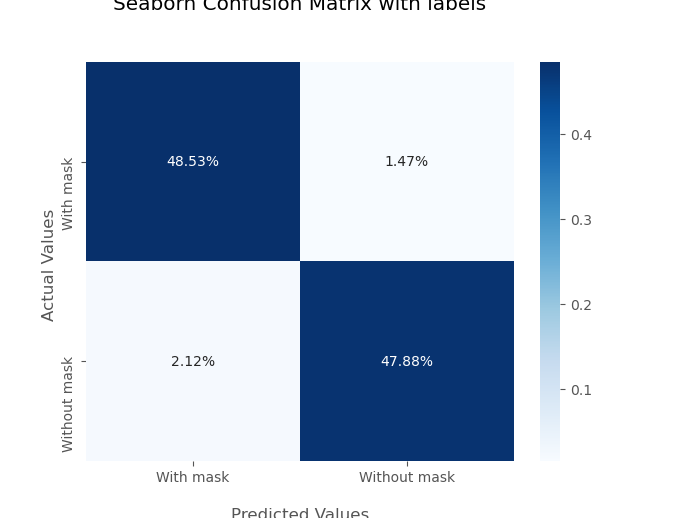 Seaborn Confusion Matrix with labels
Actual Values
With mask
48.53%
1.47%
Without mask
2.12%
47.88%
With mask
Without mask
Predicted Values
0.4
0.3
0.2
0.1